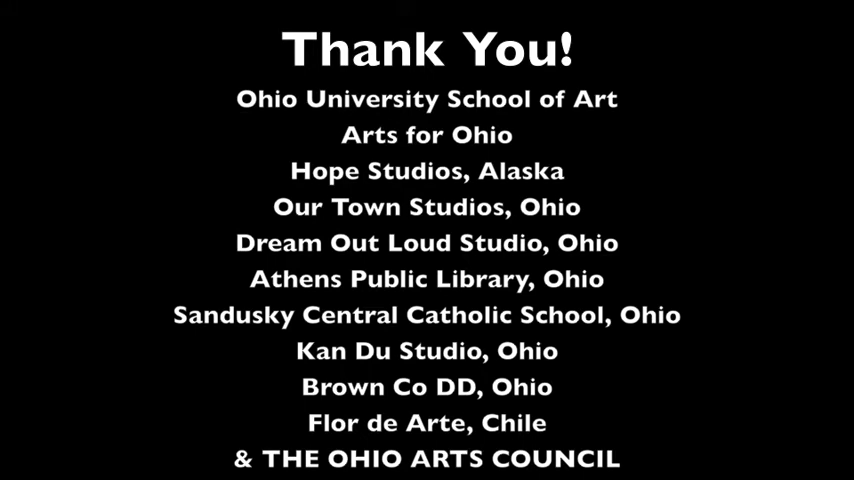 Thank You!
Ohio University School of Art
Arts for Ohio
Hope Studios, Alaska
Our Town Studios, Ohio
Dream Out Loud Studio, Ohio
Athens Public Library, Ohio
Sandusky Central Catholic School, Ohio
Kan Du Studio, Ohio
Brown Co DD, Ohio
Flor de Arte, Chile
& THE OHIO ARTS COUNCIL